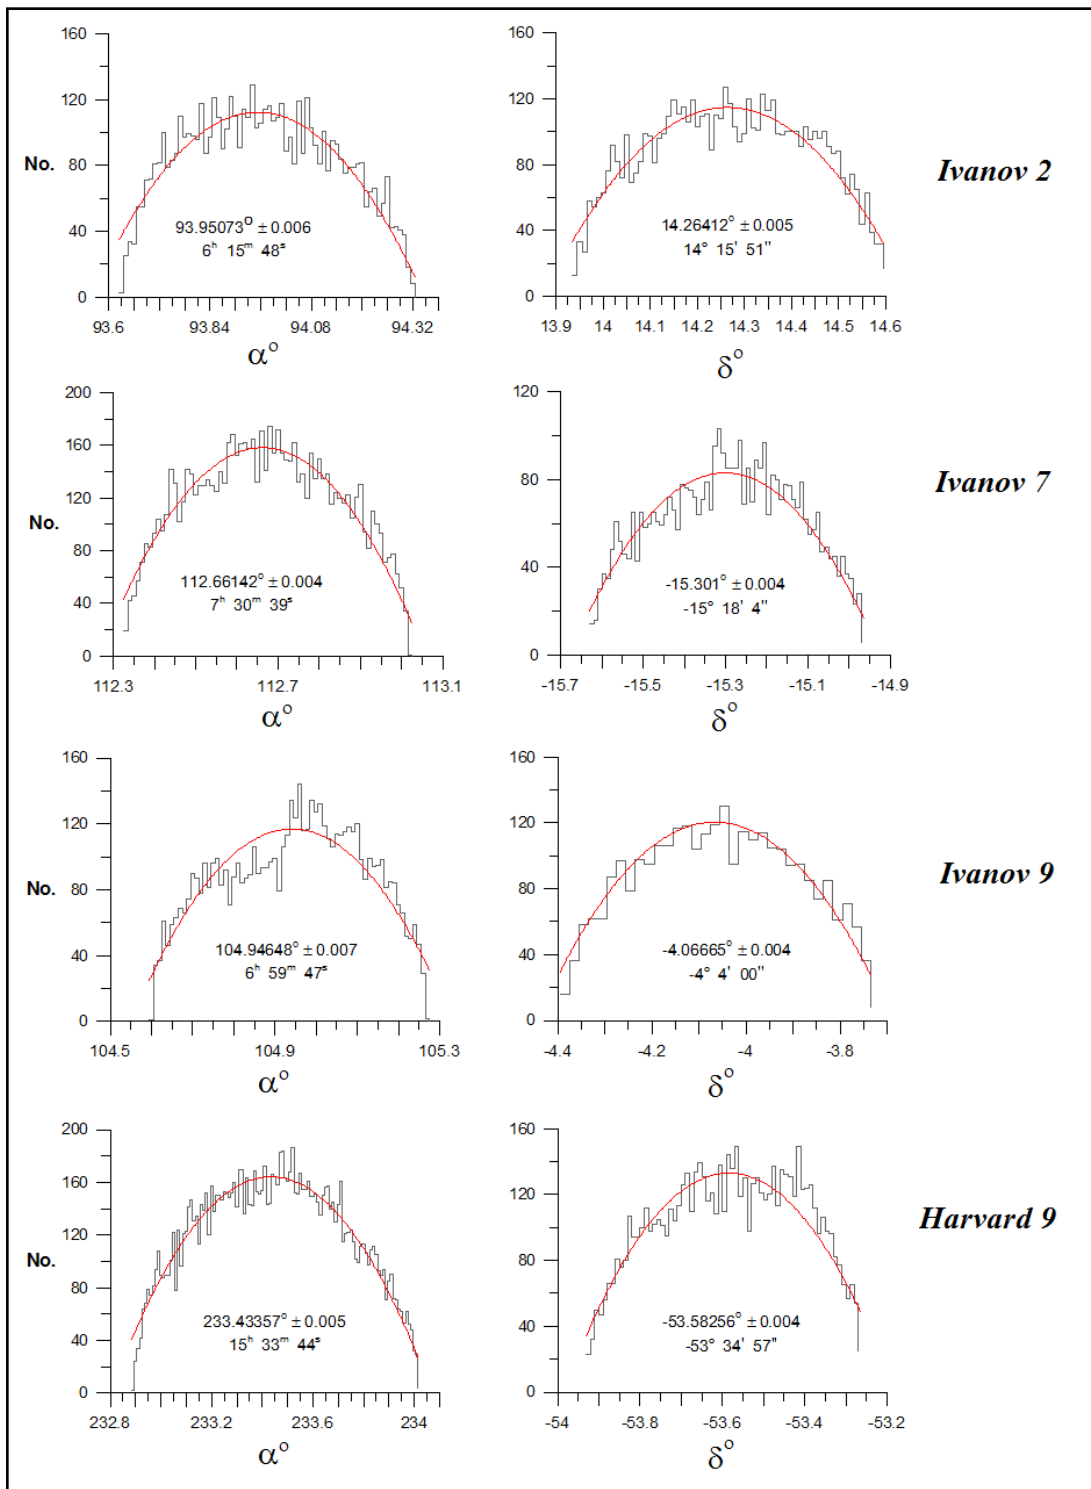 160
120
80
40
0
No.
93.95073° ± 0.006
6ʰ 15ᵐ 48ˢ
93.6 93.84 94.08 94.32
α°
160
120
80
40
0
14.26412° ± 0.005
14° 15' 51"
13.9 14 14.1 14.2 14.3 14.4 14.5 14.6
δ°
Ivanov 2
200
160
120
80
40
0
No.
112.66142° ± 0.004
7ʰ 30ᵐ 39ˢ
112.3 112.7 113.1
α°
120
80
40
0
-15.301° ± 0.004
-15° 18' 4"
-15.7 -15.5 -15.3 -15.1 -14.9
δ°
Ivanov 7
160
120
80
40
0
No.
104.94648° ± 0.007
6ʰ 59ᵐ 47ˢ
104.5 104.9 105.3
α°
160
120
80
40
0
-4.06665° ± 0.004
-4° 4' 00"
-4.4 -4.2 -4 -3.8
δ°
Ivanov 9
200
160
120
80
40
0
No.
233.43357° ± 0.005
15ʰ 33ᵐ 44ˢ
232.8 233.2 233.6 234
α°
160
120
80
40
0
-53.58256° ± 0.004
-53° 34' 57"
-54 -53.8 -53.6 -53.4 -53.2
δ°
Harvard 9